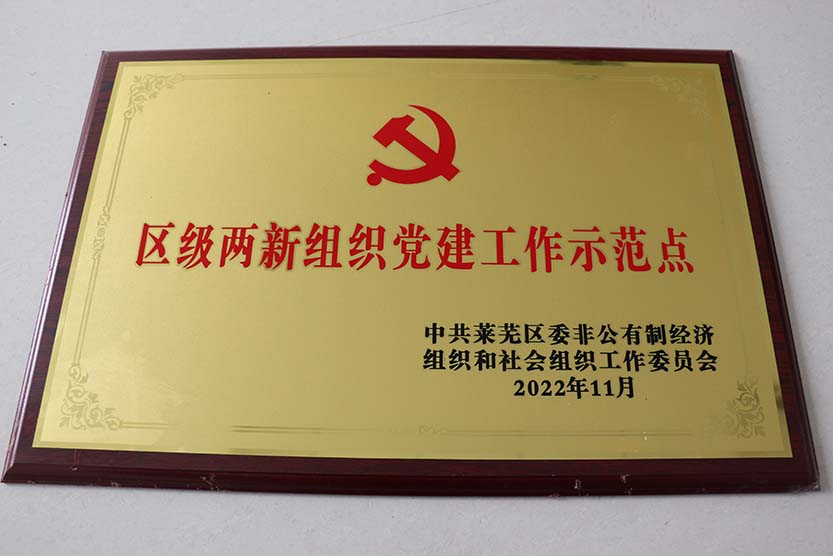 区级两新组织党建工作示范点
中共莱芜区委非公有制经济
组织和社会组织工作委员会
2022年11月